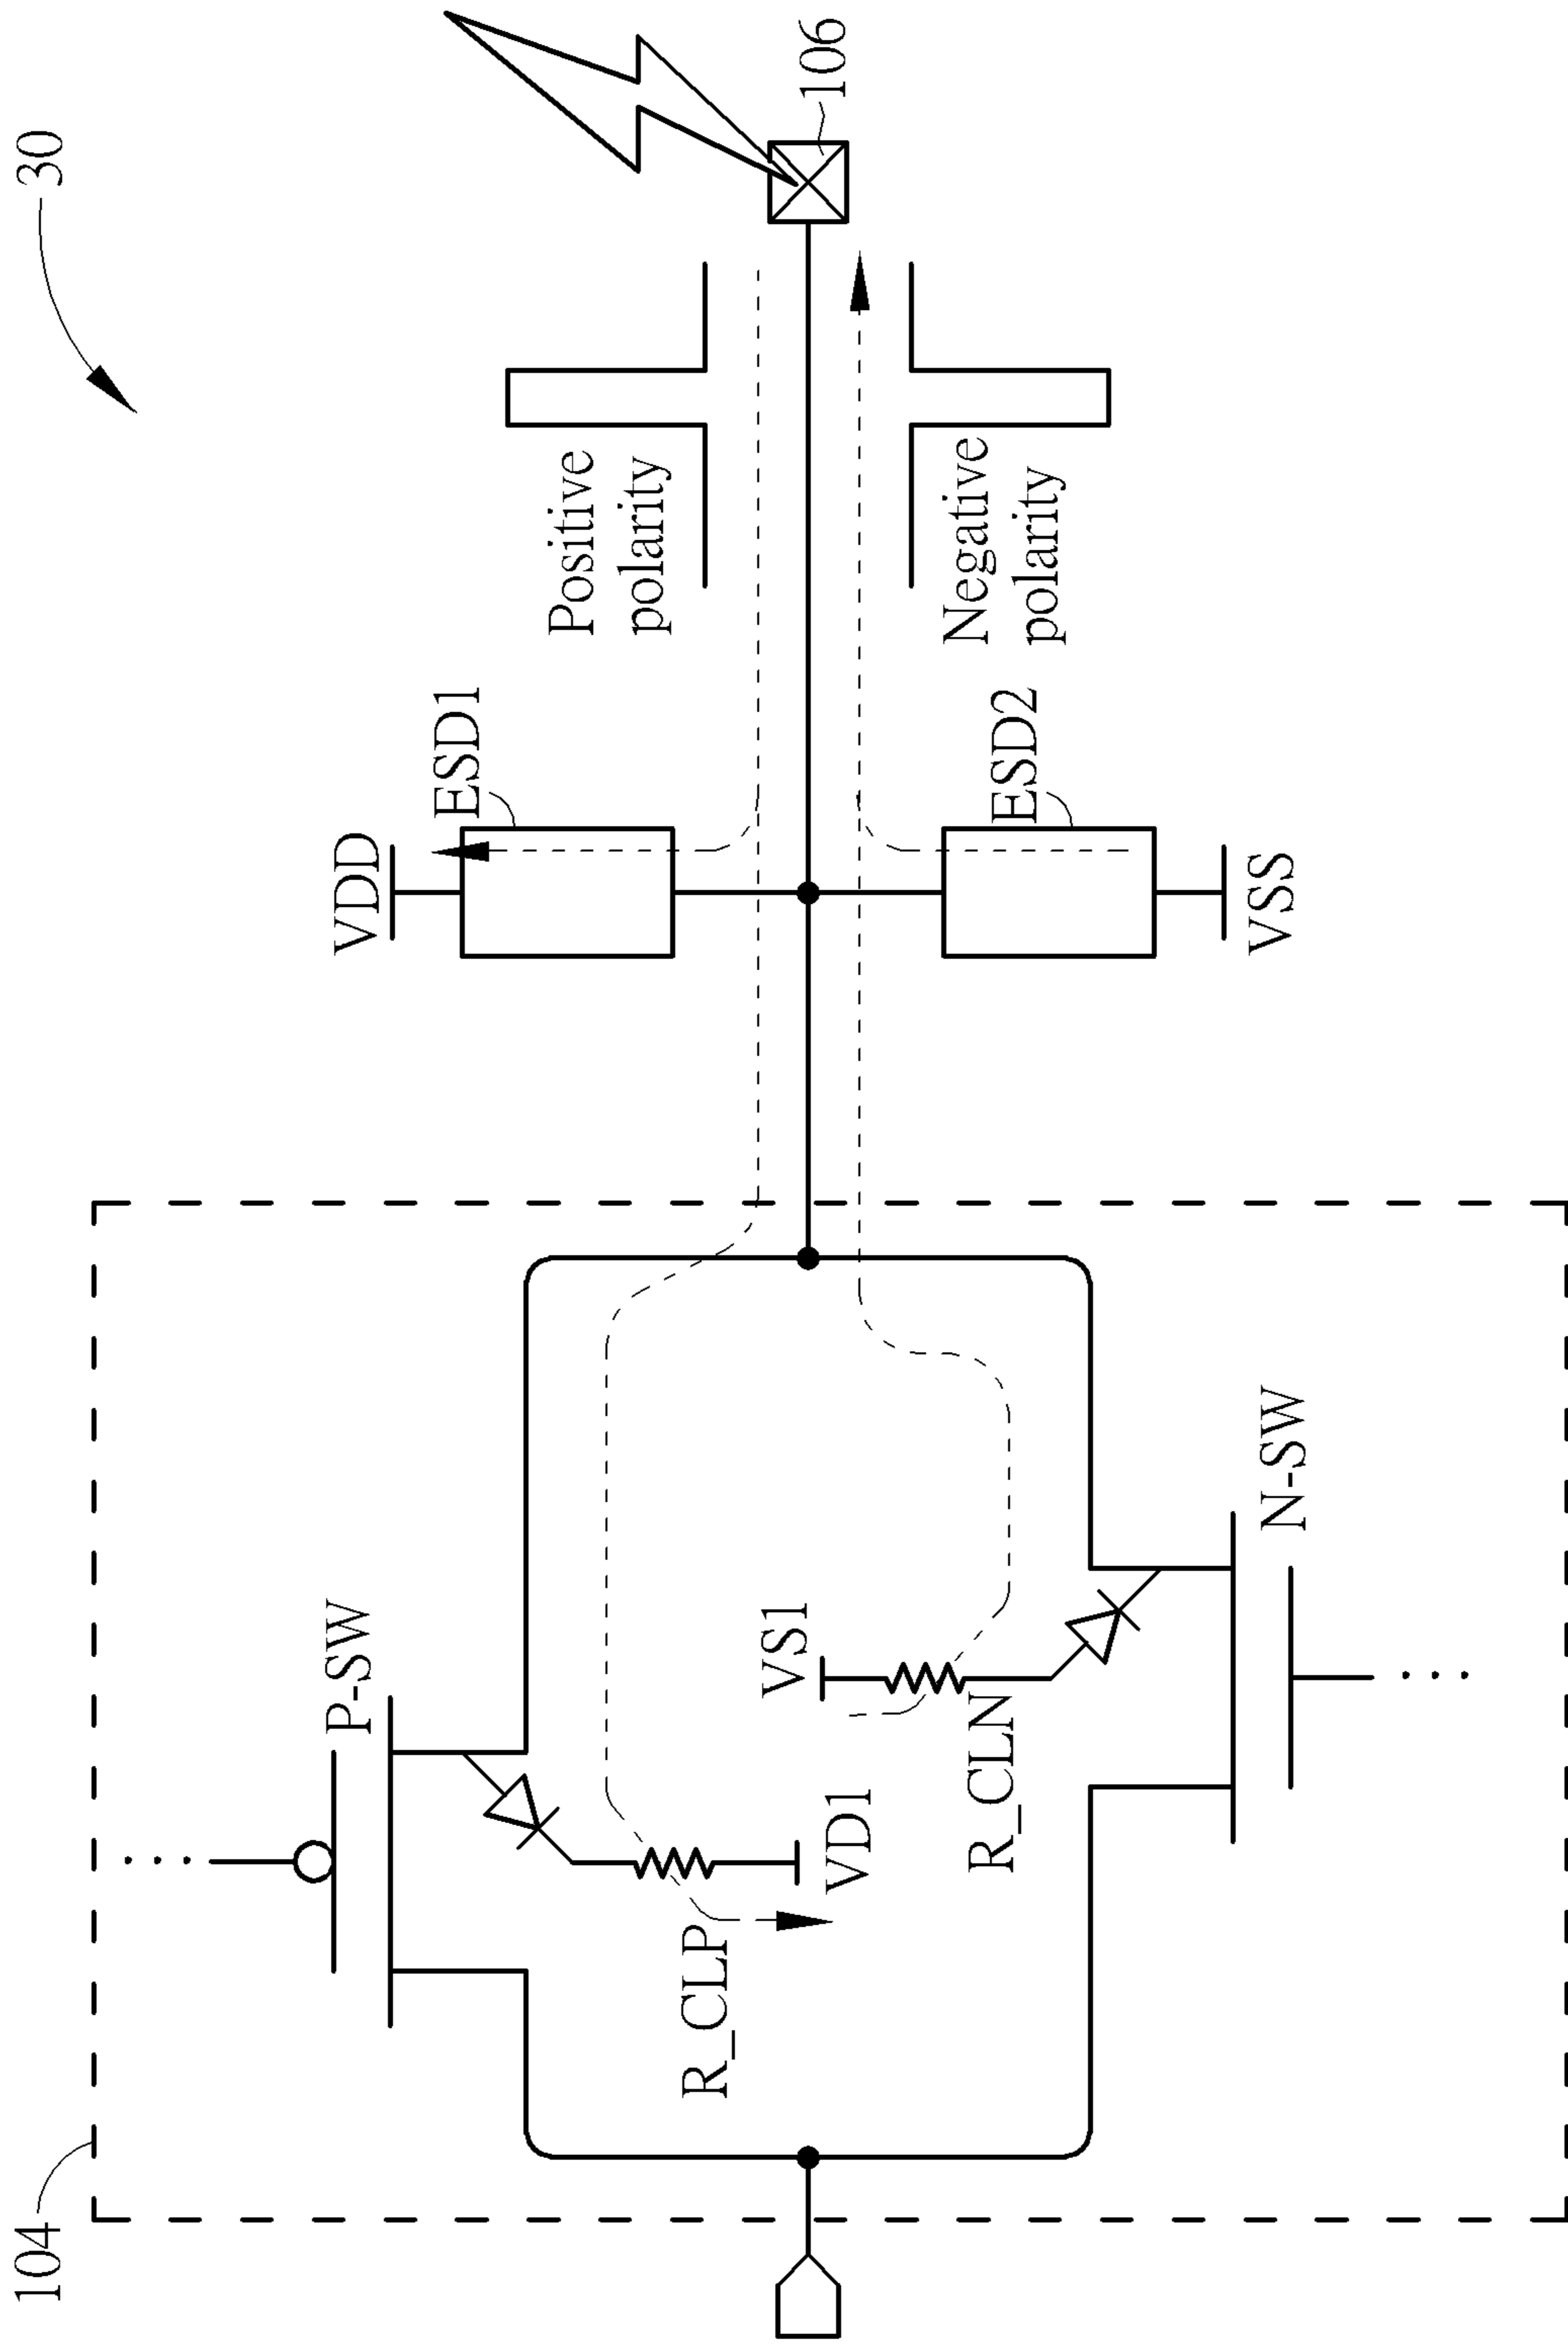 30
104
P-SW
R_CLP
VD1
VS1
R_CLN
N-SW
VDD
ESD1
ESD2
VSS
Positive
polarity
Negative
polarity
106